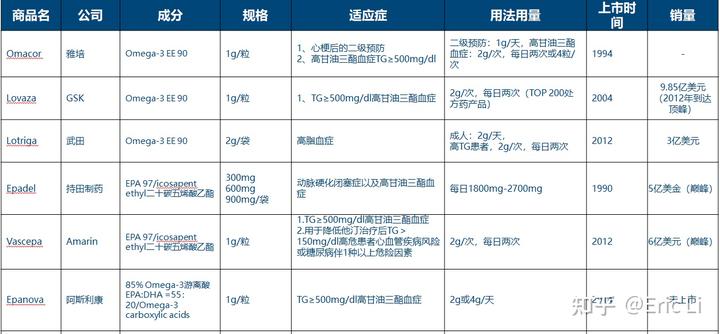 商品名 公司 成分 规格 适应症 用法用量 上市时间 销量
Omacor 雅培 Omega-3 EE 90 1g/粒 1、心梗后的二级预防
2、高甘油三酯血症TG≥500mg/dl
二级预防：1g/天，高甘油三酯
血症：2g/次，每日两次或4粒/
次
1994 -
Lovaza GSK Omega-3 EE 90 1g/粒 1、TG≥500mg/dl高甘油三酯血症
2g/次，每日两次（TOP 200处
方药产品）
2004
9.85亿美元
（2012年到达
顶峰）
Lotriga 武田 Omega-3 EE 90 2g/袋 高脂血症
成人：2g/天，
高TG患者，2g/次，每日两次
2012 3亿美元
Epadel 持田制药
EPA 97/icosapent
ethyl二十碳五烯酸乙酯
300mg
600mg
900mg/袋
动脉硬化闭塞症以及高甘油三酯
血症
每日1800mg-2700mg 1990 5亿美金（巅峰）
Vascepa Amarin
EPA 97/icosapent
ethyl二十碳五烯酸乙酯
1g/粒
1.TG≥500mg/dl高甘油三酯血症
2.用于降低他汀治疗后TG＞
150mg/dl高危患者心血管疾病风险
或糖尿病伴1种以上危险因素
2g/次，每日两次 2012 6亿美元（巅峰）
Epanova 阿斯利康
85% Omega-3游离酸
EPA:DHA =55：
20/Omega-3
carboxylic acids
1g/粒 TG≥500mg/dl高甘油三酯血症 2g或4g/天 未上市
知乎 @Eric Li